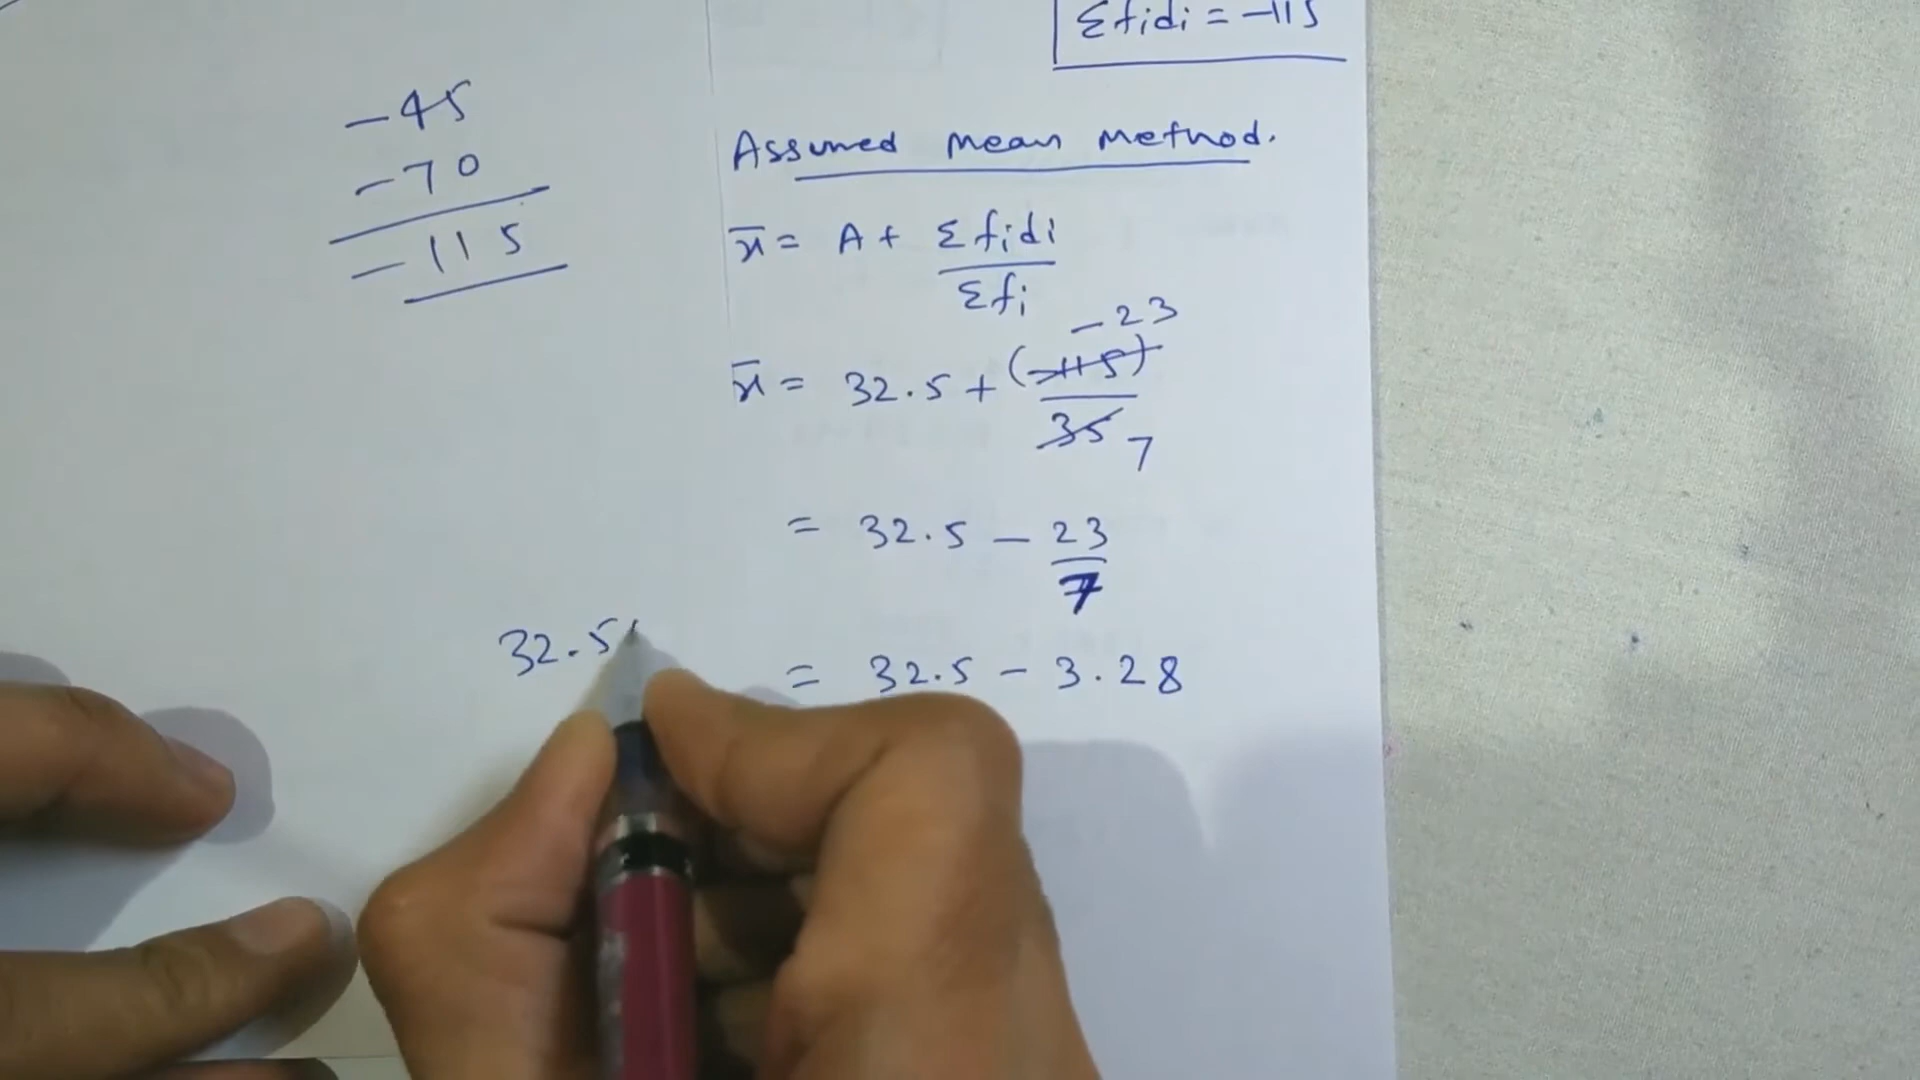 Σfidi = -115
-45
-70
-115
Assumed Mean Method.
x̄ = A + Σfidi
Σfi
-23
x̄ = 32.5 + (-115)
35 7
= 32.5 - 23
7
32.5
= 32.5 - 3.28